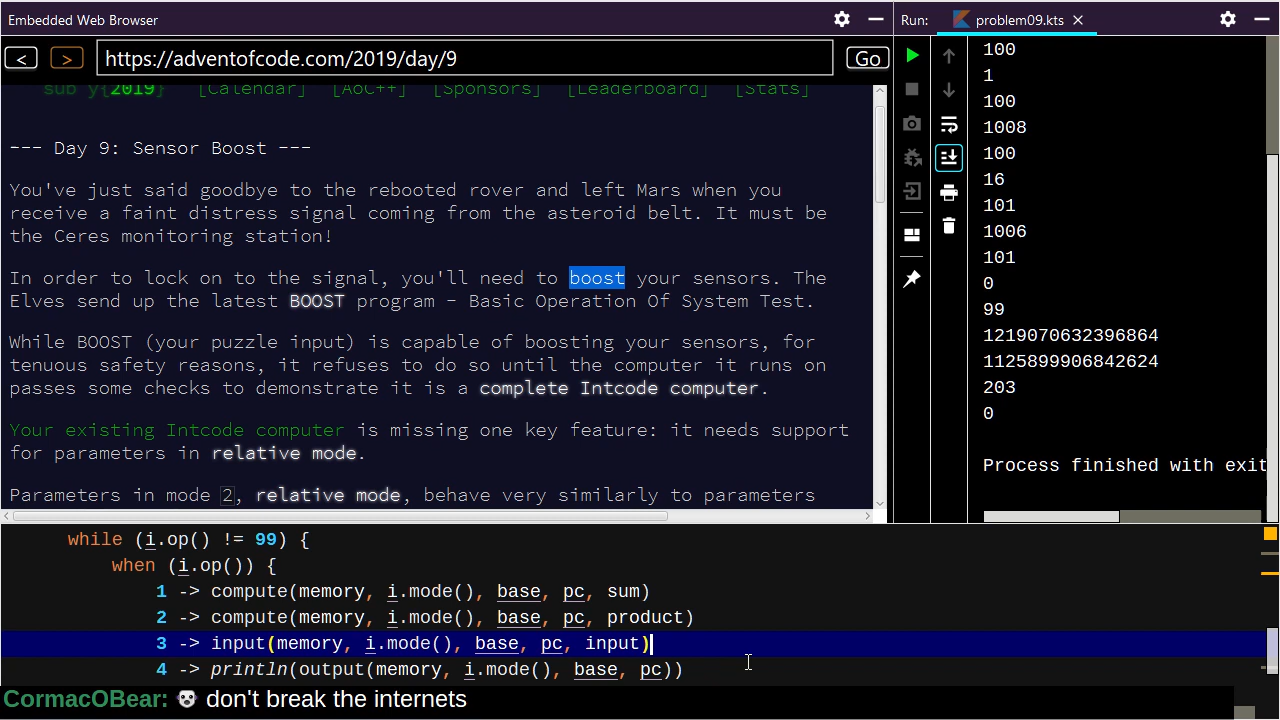 Embedded Web Browser
< > https://adventofcode.com/2019/day/9 Go
sub y{2019} [Calendar] [AoC++] [Sponsors] [Leaderboard] [Stats]
--- Day 9: Sensor Boost ---
You've just said goodbye to the rebooted rover and left Mars when you
receive a faint distress signal coming from the asteroid belt. It must be
the Ceres monitoring station!
In order to lock on to the signal, you'll need to boost your sensors. The
Elves send up the latest BOOST program - Basic Operation Of System Test.
While BOOST (your puzzle input) is capable of boosting your sensors, for
tenuous safety reasons, it refuses to do so until the computer it runs on
passes some checks to demonstrate it is a complete Intcode computer.
Your existing Intcode computer is missing one key feature: it needs support
for parameters in relative mode.
Parameters in mode 2, relative mode, behave very similarly to parameters
Run: problem09.kts
100
1
100
1008
100
16
101
1006
101
0
99
1219070632396864
1125899906842624
203
0
Process finished with exit
while (i.op() != 99) {
when (i.op()) {
1 -> compute(memory, i.mode(), base, pc, sum)
2 -> compute(memory, i.mode(), base, pc, product)
3 -> input(memory, i.mode(), base, pc, input)
4 -> println(output(memory, i.mode(), base, pc))
CormacOBear: don't break the internets